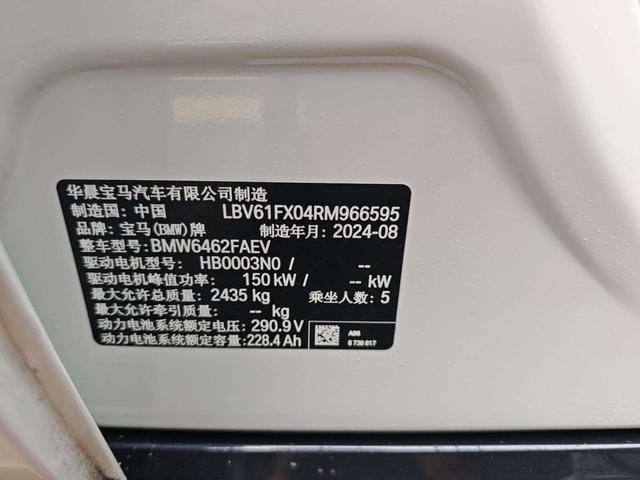 华晨宝马汽车有限公司制造
制造国: 中国 LBV61FX04RM966595
品牌: 宝马(BMW)牌 制造年月: 2024-08
整车型号:BMW6462FAEV
驱动电机型号: HB0003N0 / --
驱动电机峰值功率: 150 kW / -- kW
最大允许总质量: 2435 kg 乘坐人数: 5
最大允许牵引质量: -- kg
动力电池系统额定电压: 290.9 V
动力电池系统额定容量: 228.4 Ah
A96
8 738 817